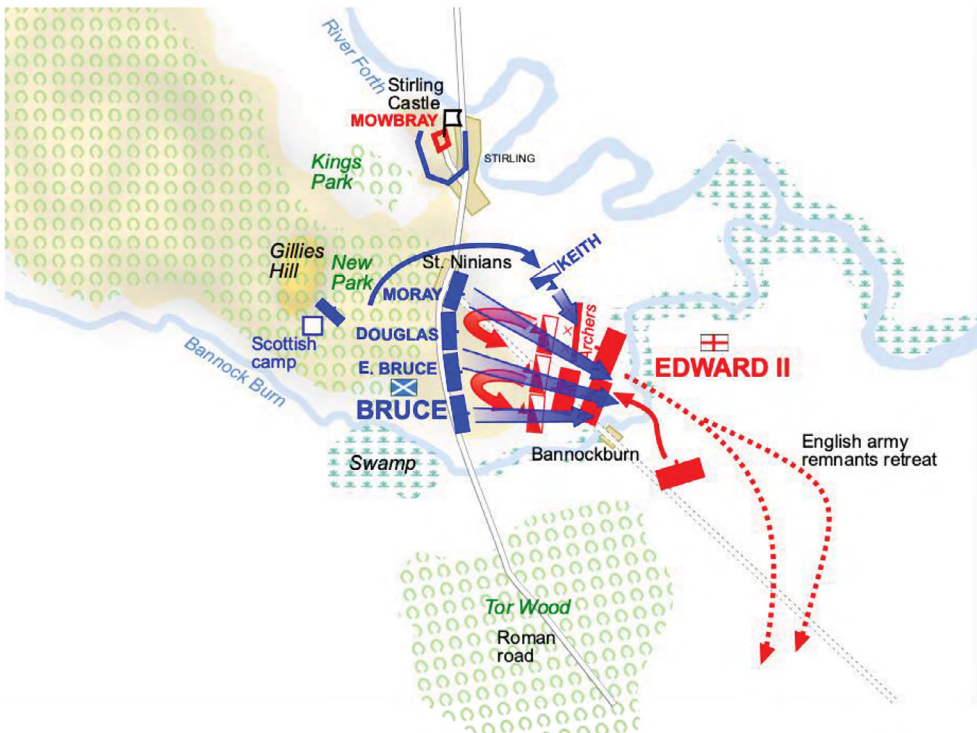 River Forth
Stirling
Castle
MOWBRAY
STIRLING
Kings
Park
Gillies
Hill
New
Park
St. Ninians
KEITH
MORAY
Archers
DOUGLAS
Scottish
camp
E. BRUCE
EDWARD II
BRUCE
Bannock Burn
English army
remnants retreat
Bannockburn
Swamp
Tor Wood
Roman
road